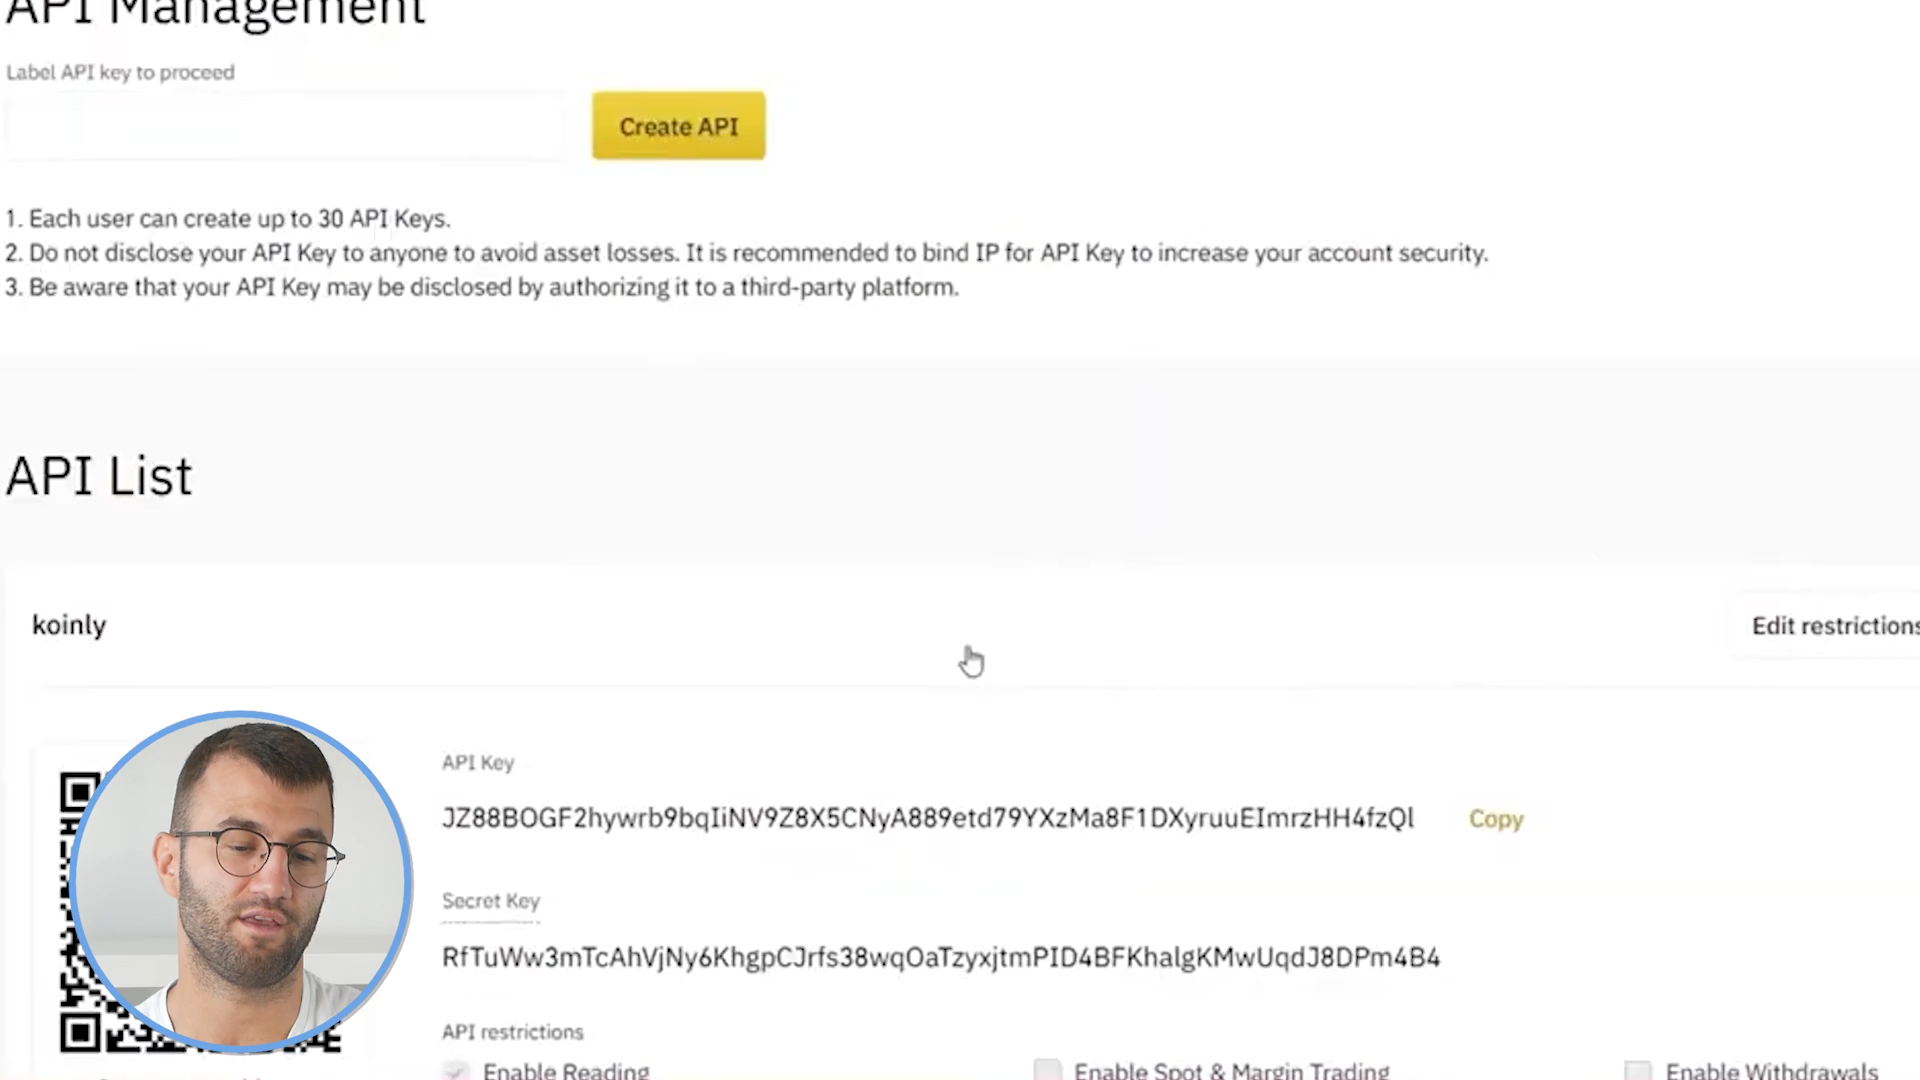 API Management
Label API key to proceed
Create API
1. Each user can create up to 30 API Keys.
2. Do not disclose your API Key to anyone to avoid asset losses. It is recommended to bind IP for API Key to increase your account security.
3. Be aware that your API Key may be disclosed by authorizing it to a third-party platform.
API List
koinly
Edit restrictions
API Key
JZ88BOGF2hywrb9bqIiNV9Z8X5CNyA889etd79YXzMa8F1DXyruuEImrzHH4fzQl
Copy
Secret Key
RfTuWw3mTcAhVjNy6KhgpCJrfs38wqOaTzyxjtmPID4BFKhalgKMwUqdJ8DPm4B4
API restrictions
Enable Reading
Enable Spot & Margin Trading
Enable Withdrawals